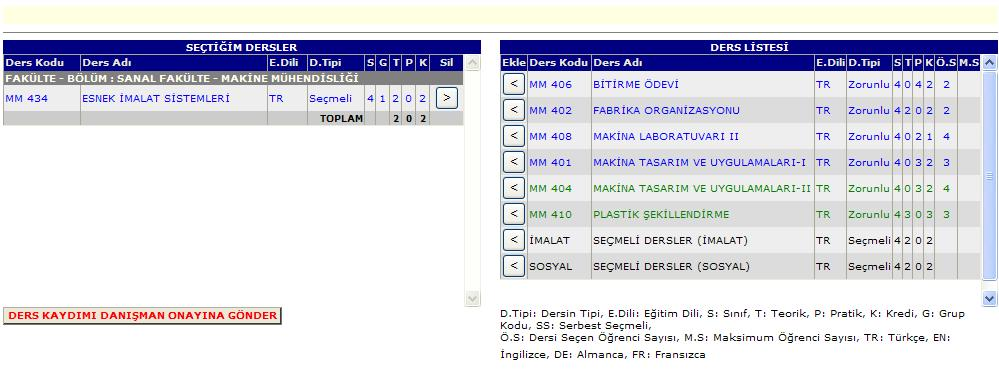 SEÇTİĞİM DERSLER
Ders Kodu Ders Adı E.Dili D.Tipi S G T P K Sil
FAKÜLTE - BÖLÜM : SANAL FAKÜLTE - MAKİNE MÜHENDİSLİĞİ
MM 434 ESNEK İMALAT SİSTEMLERİ TR Seçmeli 4 1 2 0 2 >
TOPLAM 2 0 2
DERS KAYDIMI DANIŞMAN ONAYINA GÖNDER
DERS LİSTESİ
Ekle Ders Kodu Ders Adı E.Dili D.Tipi S T P K Ö.S M.S
< MM 406 BİTİRME ÖDEVİ TR Zorunlu 4 0 4 2 2
< MM 402 FABRİKA ORGANİZASYONU TR Zorunlu 4 2 0 2 2
< MM 408 MAKİNA LABORATUVARI II TR Zorunlu 4 0 2 1 4
< MM 401 MAKİNA TASARIM VE UYGULAMALARI-I TR Zorunlu 4 0 3 2 3
< MM 404 MAKİNA TASARIM VE UYGULAMALARI-II TR Zorunlu 4 0 3 2 4
< MM 410 PLASTİK ŞEKİLLENDİRME TR Zorunlu 4 3 0 3 3
< İMALAT SEÇMELİ DERSLER (İMALAT) TR Seçmeli 4 2 0 2
< SOSYAL SEÇMELİ DERSLER (SOSYAL) TR Seçmeli 4 2 0 2
D.Tipi: Dersin Tipi, E.Dili: Eğitim Dili, S: Sınıf, T: Teorik, P: Pratik, K: Kredi, G: Grup
Kodu, SS: Serbest Seçmeli,
Ö.S: Dersi Seçen Öğrenci Sayısı, M.S: Maksimum Öğrenci Sayısı, TR: Türkçe, EN:
İngilizce, DE: Almanca, FR: Fransızca